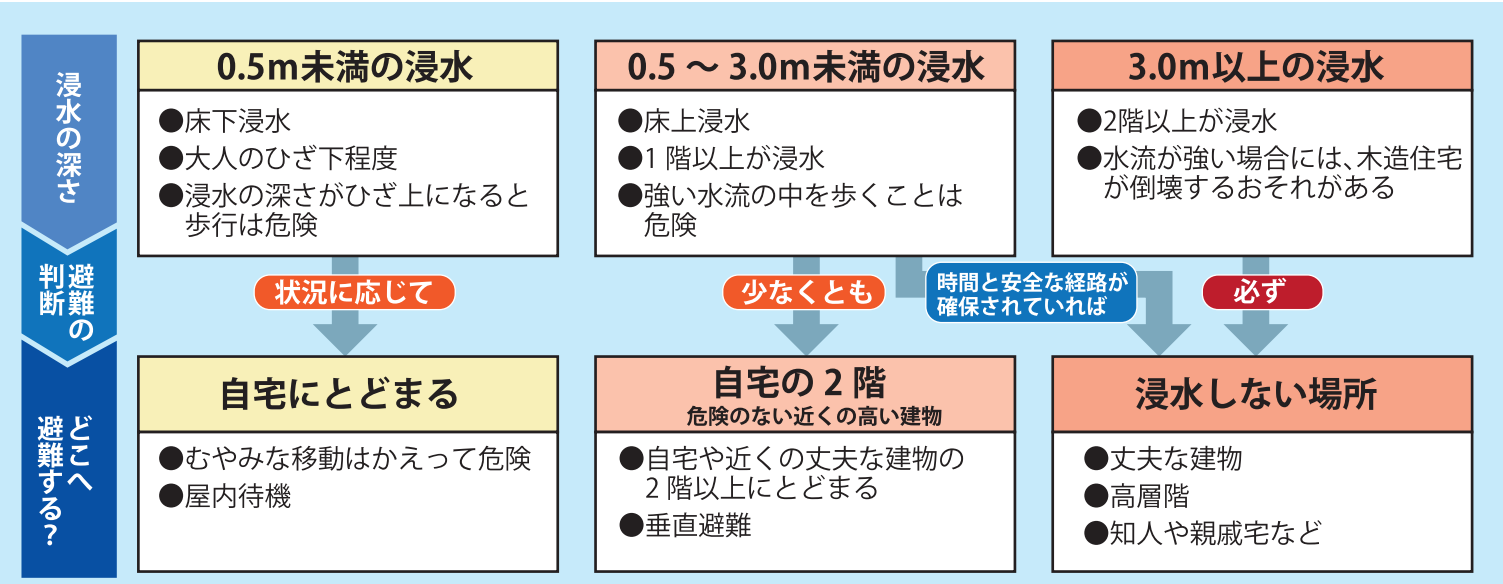 浸水の深さ
0.5m未満の浸水
●床下浸水
●大人のひざ下程度
●浸水の深さがひざ上になると
歩行は危険
0.5 〜 3.0m未満の浸水
●床上浸水
●1 階以上が浸水
●強い水流の中を歩くことは
危険
3.0m以上の浸水
●2階以上が浸水
●水流が強い場合には、木造住宅
が倒壊するおそれがある
避難の
判断
状況に応じて
少なくとも
時間と安全な経路が
確保されていれば
必ず
どこへ
避難する?
自宅にとどまる
●むやみな移動はかえって危険
●屋内待機
自宅の 2 階
危険のない近くの高い建物
●自宅や近くの丈夫な建物の
2 階以上にとどまる
●垂直避難
浸水しない場所
●丈夫な建物
●高層階
●知人や親戚宅など